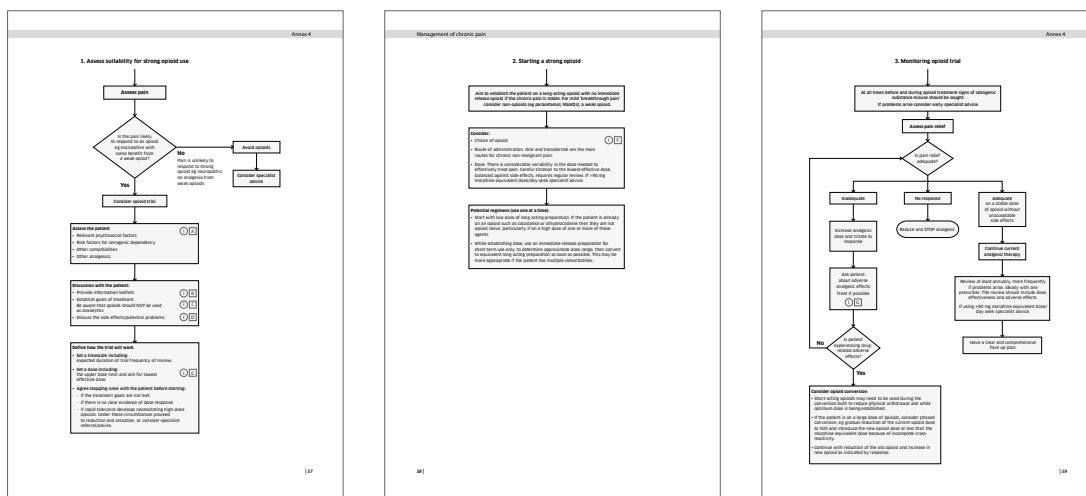 Annex 4
1. Assess suitability for strong opioid use
Assess pain
Is the pain likely
to respond to an opioid
eg nociceptive with
some benefit from
a weak opioid?
No
Pain is unlikely to
respond to strong
opioid eg neuropathic
no analgesia from
weak opioids
Avoid opioids
Consider specialist
advice
Yes
Consider opioid trial
Assess the patient
• Relevant psychosocial factors
• Risk factors for iatrogenic dependency
• Other comorbidities
• Other analgesics.
i A
Discussion with the patient:
• Provide information leaflets
i B
• Establish goals of treatment
Be aware that opioids should NOT be used
as anxiolytics
i C
• Discuss the side effects/potential problems.
i D
Define how the trial will work
• Set a timescale including:
expected duration of trial frequency of review.
• Set a dose including:
the upper dose limit and aim for lowest
effective dose.
i E
• Agree stopping rules with the patient before starting:
- if the treatment goals are not met
- if there is no clear evidence of dose response
- if rapid tolerance develops necessitating high-dose
opioids. Under these circumstances proceed
to reduction and cessation, or consider specialist
referral/advice.
| 57
Management of chronic pain
2. Starting a strong opioid
Aim to establish the patient on a long-acting opioid with no immediate
release opioid if the chronic pain is stable. For mild 'breakthrough pain'
consider non-opioids (eg paracetamol, NSAIDs), a weak opioid.
Consider:
• Choice of opioid
i F
• Route of administration. Oral and transdermal are the main
routes for chronic non-malignant pain.
• Dose. There is considerable variability in the dose needed to
effectively treat pain. Careful titration to the lowest effective dose,
balanced against side effects, requires regular review. If >90 mg
morphine equivalent dose/day seek specialist advice.
Potential regimens (use one at a time):
• Start with low dose of long-acting preparation. If the patient is already
on an opioid such as cocodamol or dihydrocodeine then they are not
opioid naive, particularly if on a high dose of one or more of these
agents.
• While establishing dose, use an immediate-release preparation for
short-term use only, to determine approximate dose range, then convert
to equivalent long-acting preparation as soon as possible. This may be
more appropriate if the patient has multiple comorbidities.
58 |
Annex 4
3. Monitoring opioid trial
At all times before and during opioid treatment signs of iatrogenic
substance misuse should be sought.
If problems arise consider early specialist advice.
Assess pain relief
Is pain relief
adequate?
Inadequate
No response
Adequate
on a stable dose
of opioid without
unacceptable
side effects
Increase analgesic
dose and titrate to
response
Reduce and STOP analgesic
Continue current
analgesic therapy
Ask patient
about adverse
analgesic effects
Treat if possible
i G
Review at least annually, more frequently
if problems arise, ideally with one
prescriber. The review should include dose,
effectiveness and adverse effects.
If using >90 mg morphine equivalent dose/
day seek specialist advice.
Have a clear and comprehensive
flare up plan
No
Is patient
experiencing drug-
related adverse
effects?
Yes
Consider opioid conversion
• Short-acting opioids may need to be used during the
conversion both to reduce physical withdrawal and while
optimum dose is being established.
• If the patient is on a large dose of opioids, consider phased
conversion, eg gradual reduction of the current opioid dose
to 50% and introduce the new opioid dose at less than the
morphine equivalent dose because of incomplete cross-
reactivity.
• Continue with reduction of the old opioid and increase in
new opioid as indicated by response.
| 59